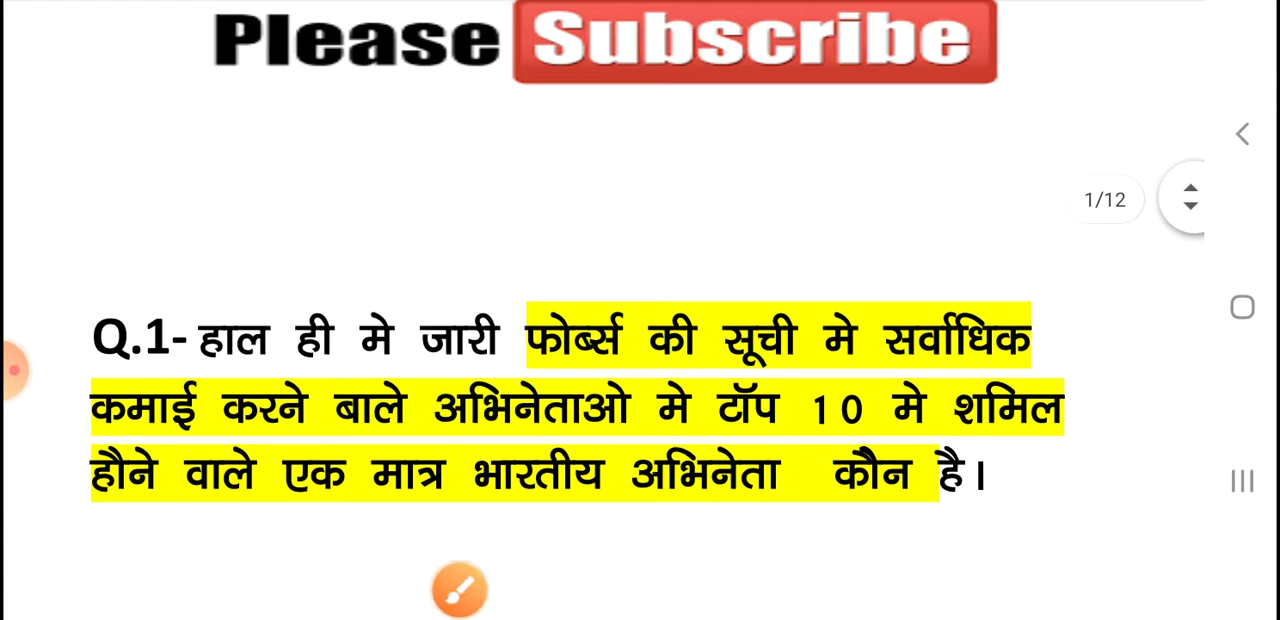 Please Subscribe
1/12
Q.1- हाल ही मे जारी फोर्ब्स की सूची मे सर्वाधिक
कमाई करने बाले अभिनेताओ मे टॉप 10 मे शमिल
हौने वाले एक मात्र भारतीय अभिनेता कौन है।